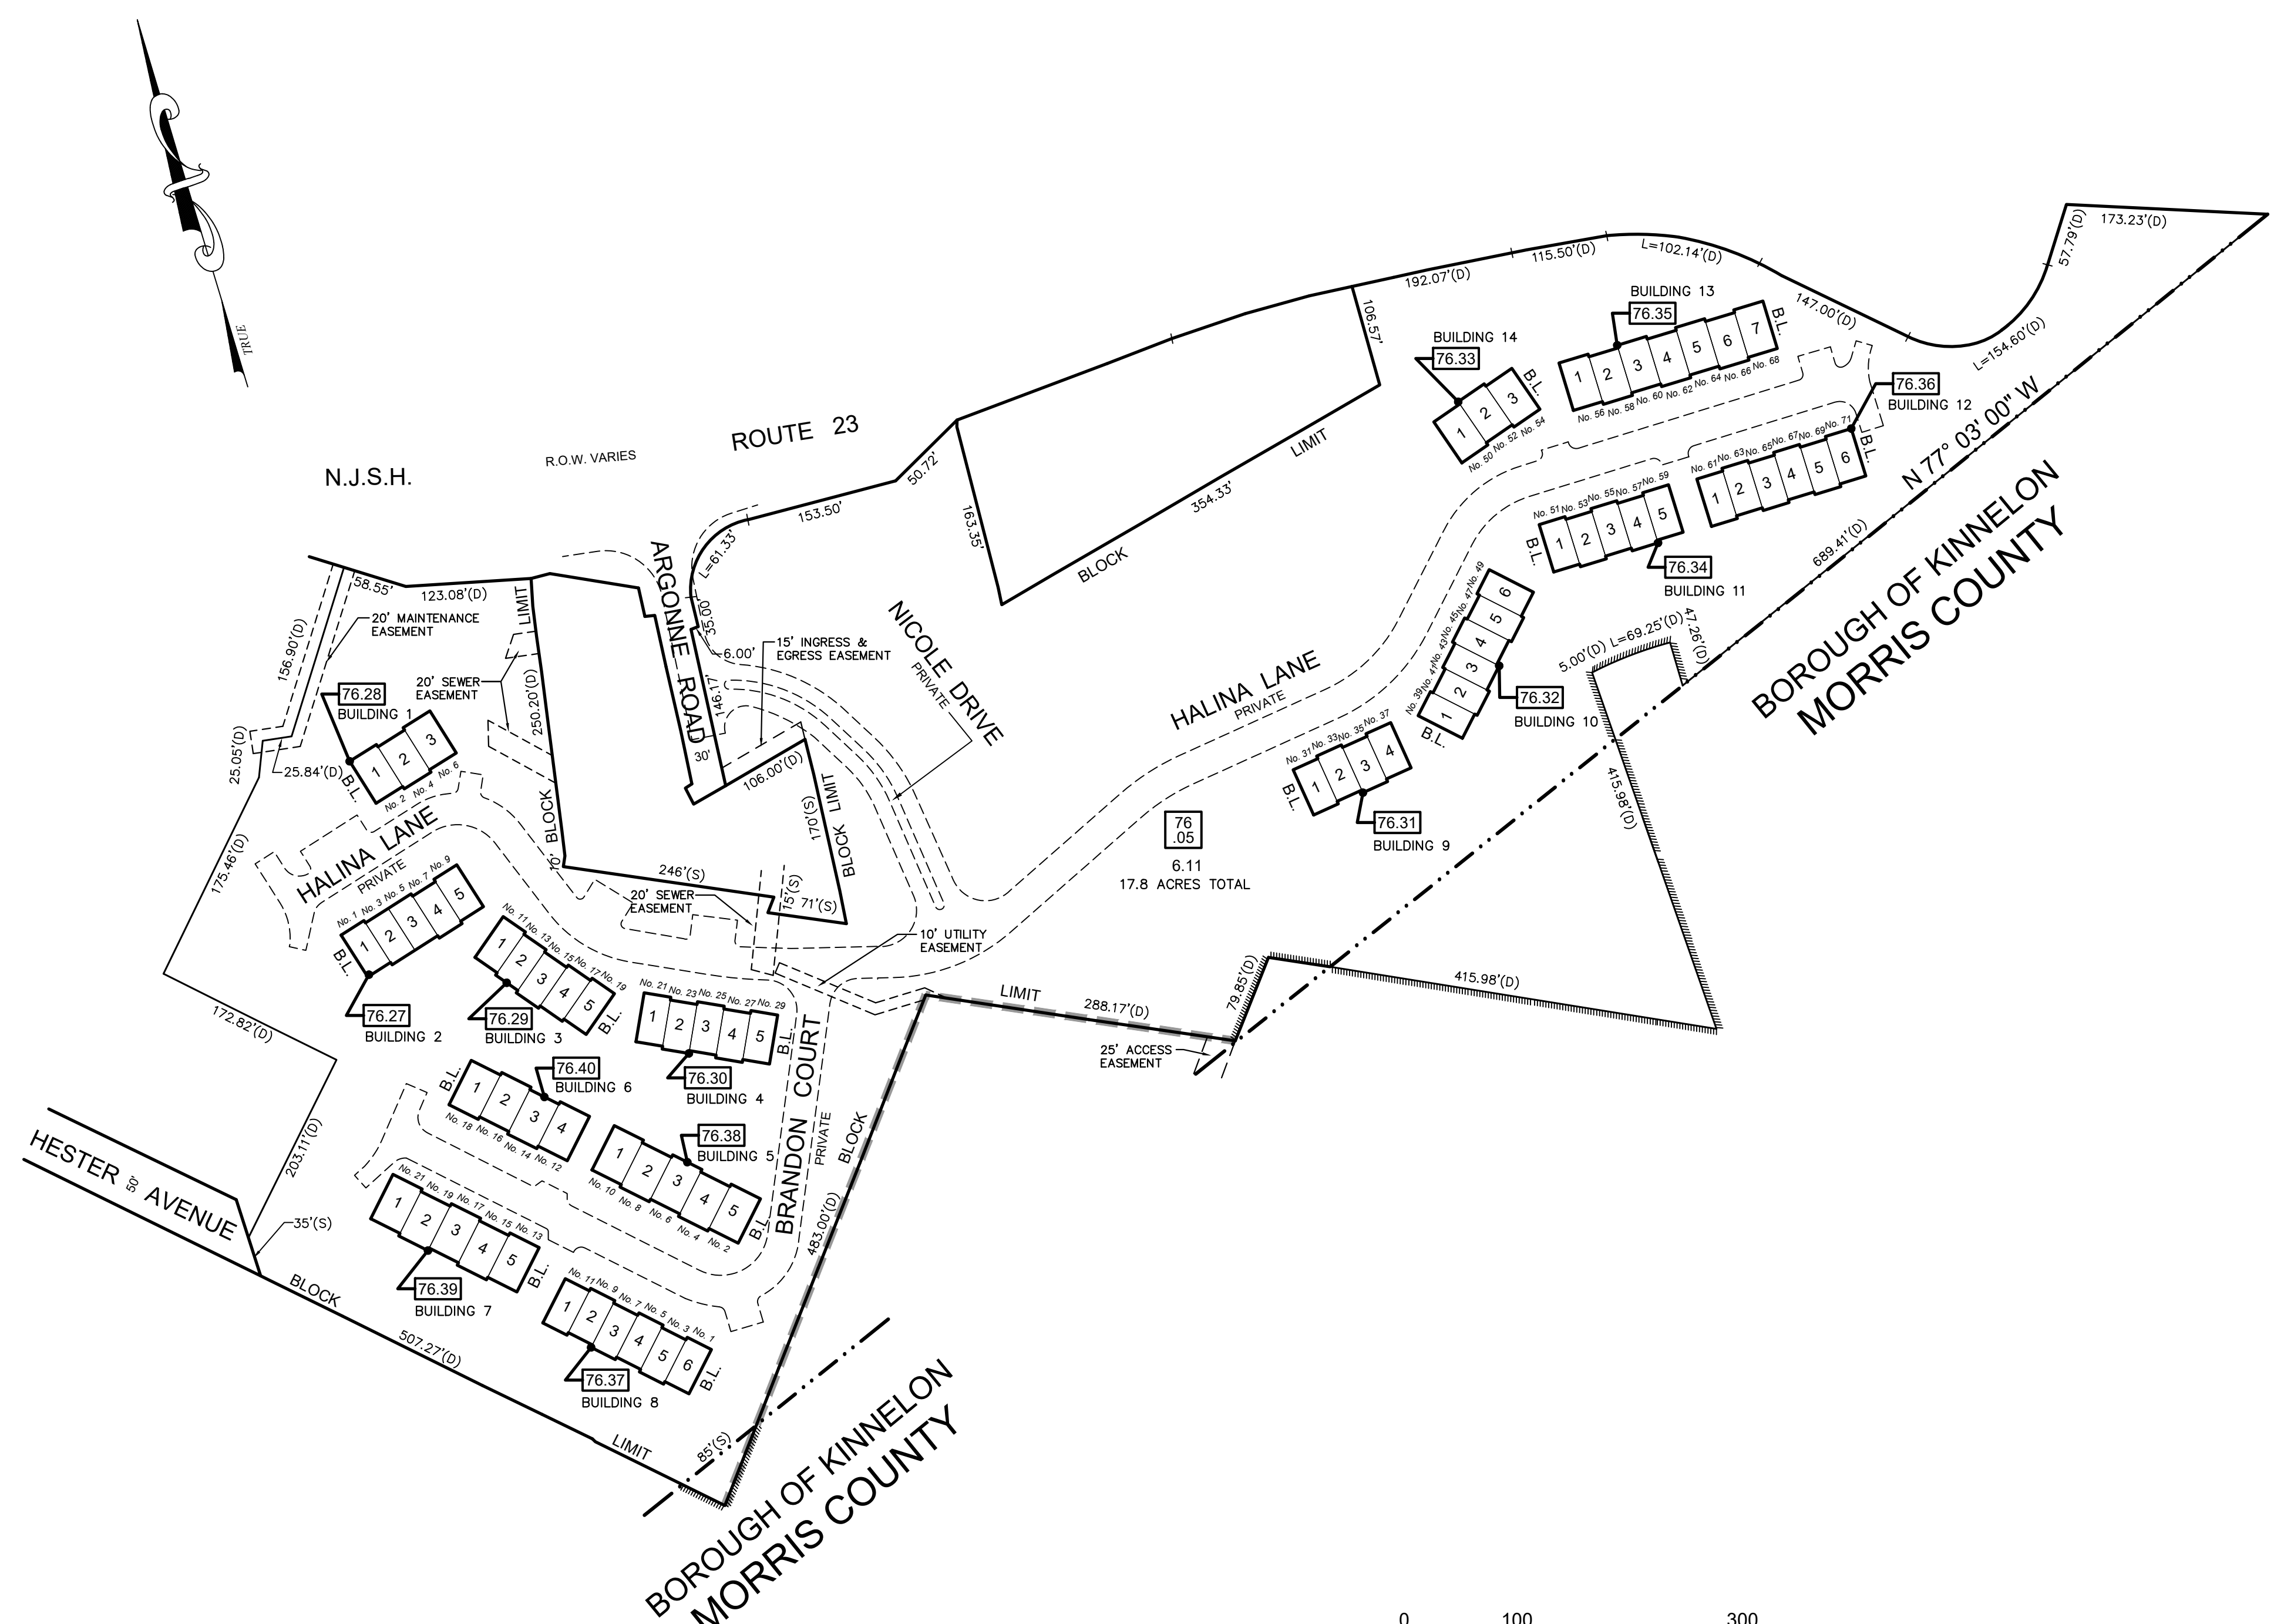 TRUE
N.J.S.H.
R.O.W. VARIES
ROUTE 23
173.23'(D)
57.79'(D)
L=154.60'(D)
147.00'(D)
L=102.14'(D)
115.50'(D)
192.07'(D)
106.57'
354.33'
BLOCK
LIMIT
163.35'
50.72'
153.50'
L=61.33'
35.00'
6.00'
146.17'
30'
ARGONNE ROAD
15' INGRESS &
EGRESS EASEMENT
106.00'(D)
170'(S)
BLOCK LIMIT
NICOLE DRIVE
PRIVATE
58.55'
123.08'(D)
20' MAINTENANCE
EASEMENT
156.90'(D)
25.05'(D)
25.84'(D)
LIMIT
20' SEWER
EASEMENT
250.20'(D)
10' BLOCK
246'(S)
15'(S)
71'(S)
20' SEWER
EASEMENT
10' UTILITY
EASEMENT
76.28
BUILDING 1
1 2 3
B.L.
No. 2 No. 4 No. 6
HALINA LANE
PRIVATE
175.46'(D)
172.82'(D)
203.11'(D)
No. 1 No. 3 No. 5 No. 7 No. 9
1 2 3 4 5
B.L.
76.27
BUILDING 2
No. 11 No. 13 No. 15 No. 17 No. 19
1 2 3 4 5
B.L.
76.29
BUILDING 3
No. 21 No. 23 No. 25 No. 27 No. 29
1 2 3 4 5
B.L.
76.30
BUILDING 4
76.40
BUILDING 6
B.L.
1 2 3 4
No. 18 No. 16 No. 14 No. 12
76.38
BUILDING 5
1 2 3 4 5
B.L.
No. 10 No. 8 No. 6 No. 4 No. 2
BRANDON COURT
PRIVATE
No. 21 No. 19 No. 17 No. 15 No. 13
1 2 3 4 5
B.L.
76.39
BUILDING 7
No. 11 No. 9 No. 7 No. 5 No. 3 No. 1
1 2 3 4 5 6
B.L.
76.37
BUILDING 8
HESTER AVENUE
50'
35'(S)
BLOCK
507.27'(D)
LIMIT
85'(S)
483.00'(D)
BLOCK
LIMIT
288.17'(D)
25' ACCESS
EASEMENT
79.85'(D)
415.98'(D)
415.98'(D)
5.00'(D)
L=69.25'(D)
47.26'(D)
689.41'(D)
N 77° 03' 00" W
BOROUGH OF KINNELON
MORRIS COUNTY
HALINA LANE
PRIVATE
76
.05
6.11
17.8 ACRES TOTAL
No. 31 No. 33 No. 35 No. 37
1 2 3 4
B.L.
76.31
BUILDING 9
No. 39 No. 41 No. 43 No. 45 No. 47 No. 49
1 2 3 4 5 6
B.L.
76.32
BUILDING 10
No. 51 No. 53 No. 55 No. 57 No. 59
1 2 3 4 5
B.L.
76.34
BUILDING 11
No. 61 No. 63 No. 65 No. 67 No. 69 No. 71
1 2 3 4 5 6
B.L.
76.36
BUILDING 12
BUILDING 13
76.35
1 2 3 4 5 6 7
B.L.
No. 56 No. 58 No. 60 No. 62 No. 64 No. 66 No. 68
BUILDING 14
76.33
1 2 3
B.L.
No. 50 No. 52 No. 54
BOROUGH OF KINNELON
MORRIS COUNTY
0 100 300